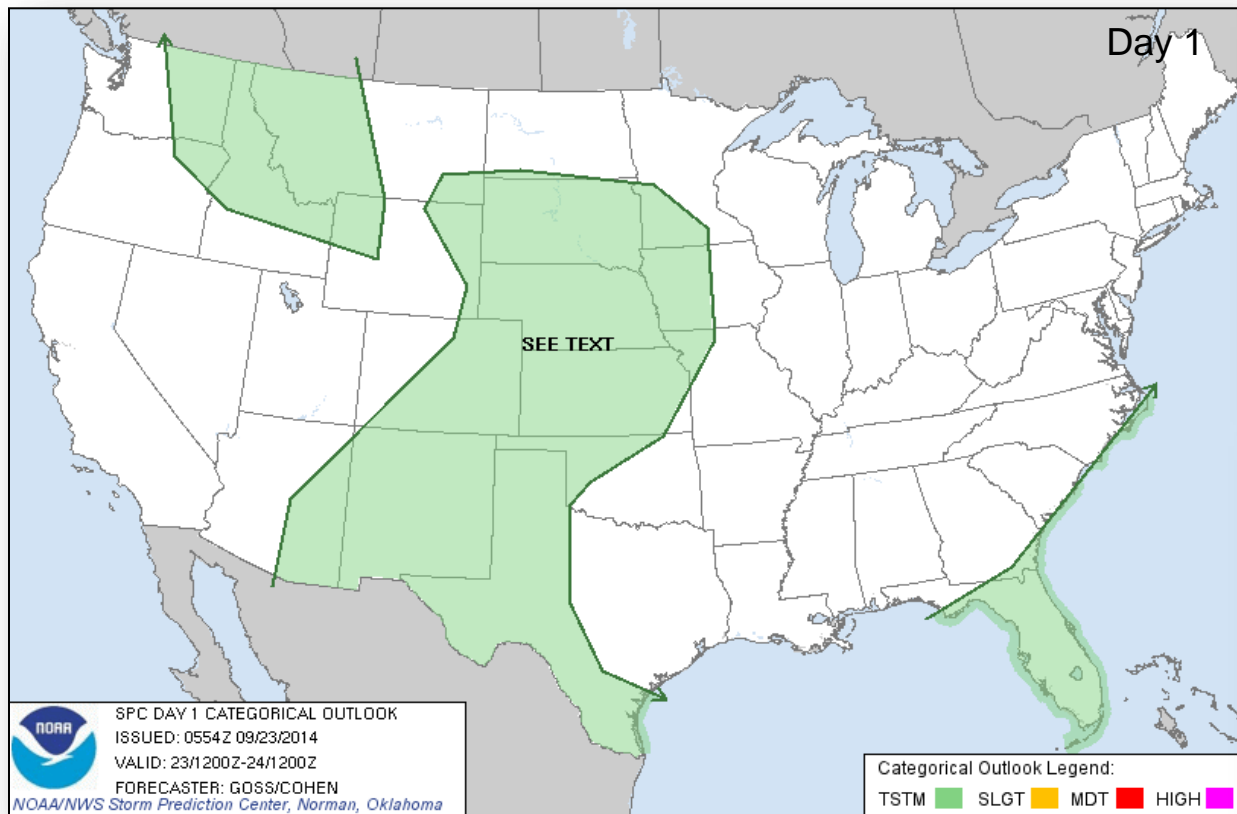 Day 1
SEE TEXT
NOAA
SPC DAY 1 CATEGORICAL OUTLOOK
ISSUED: 0554Z 09/23/2014
VALID: 23/1200Z-24/1200Z
FORECASTER: GOSS/COHEN
NOAA/NWS Storm Prediction Center, Norman, Oklahoma
Categorical Outlook Legend:
TSTM SLGT MDT HIGH